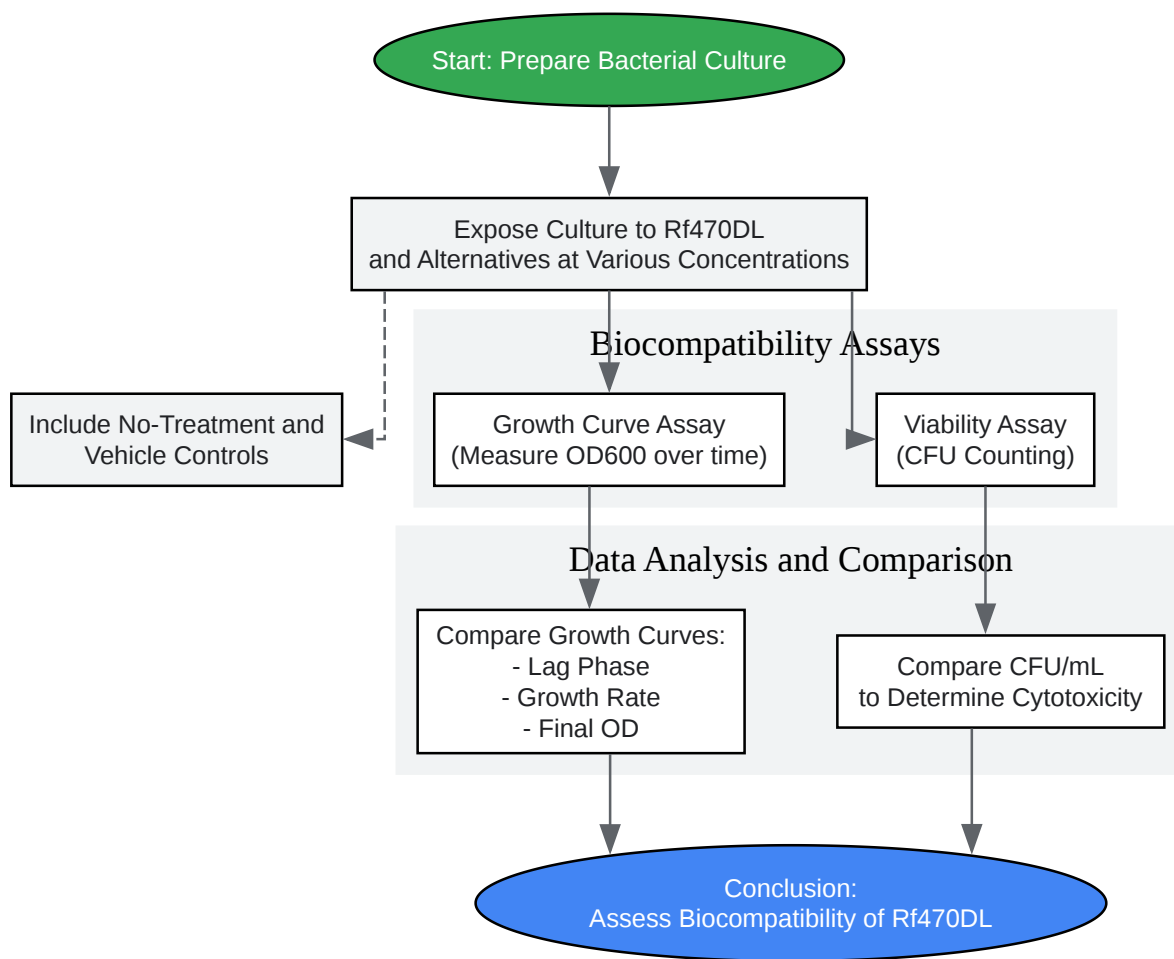 Start: Prepare Bacterial Culture
Expose Culture to Rf470DL
and Alternatives at Various Concentrations
Biocompatibility Assays
Include No-Treatment and
Vehicle Controls
Growth Curve Assay
(Measure OD600 over time)
Viability Assay
(CFU Counting)
Data Analysis and Comparison
Compare Growth Curves:
- Lag Phase
- Growth Rate
- Final OD
Compare CFU/mL
to Determine Cytotoxicity
Conclusion:
Assess Biocompatibility of Rf470DL